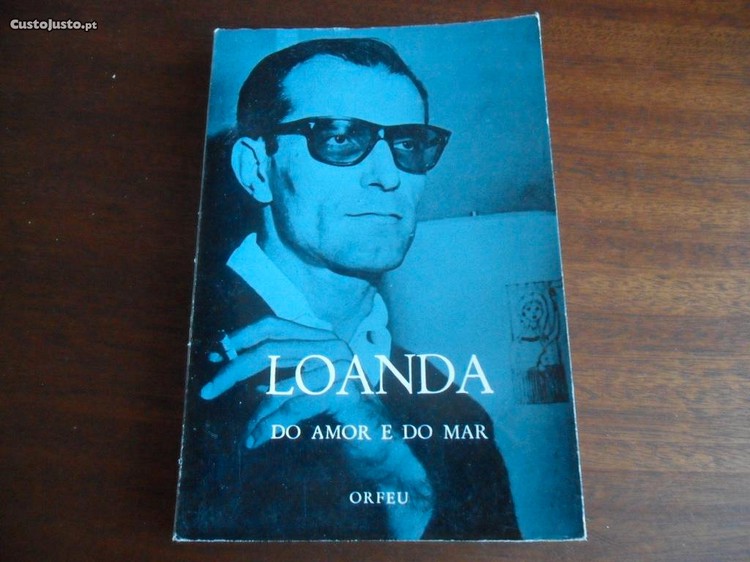 CustoJusto.pt
LOANDA
DO AMOR E DO MAR
ORFEU